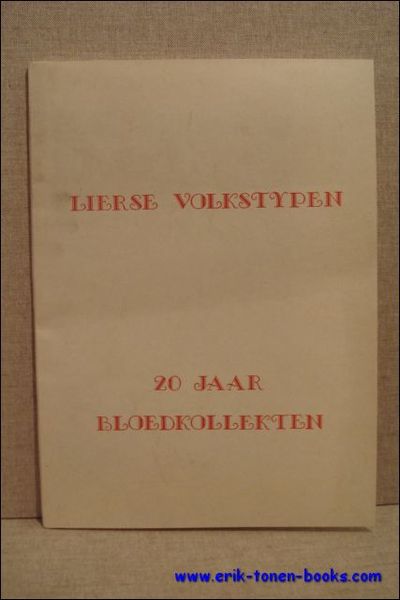 LIERSE VOLKSTYPEN
20 JAAR
BLOEDKOLLEKTEN
www.erik-tonen-books.com